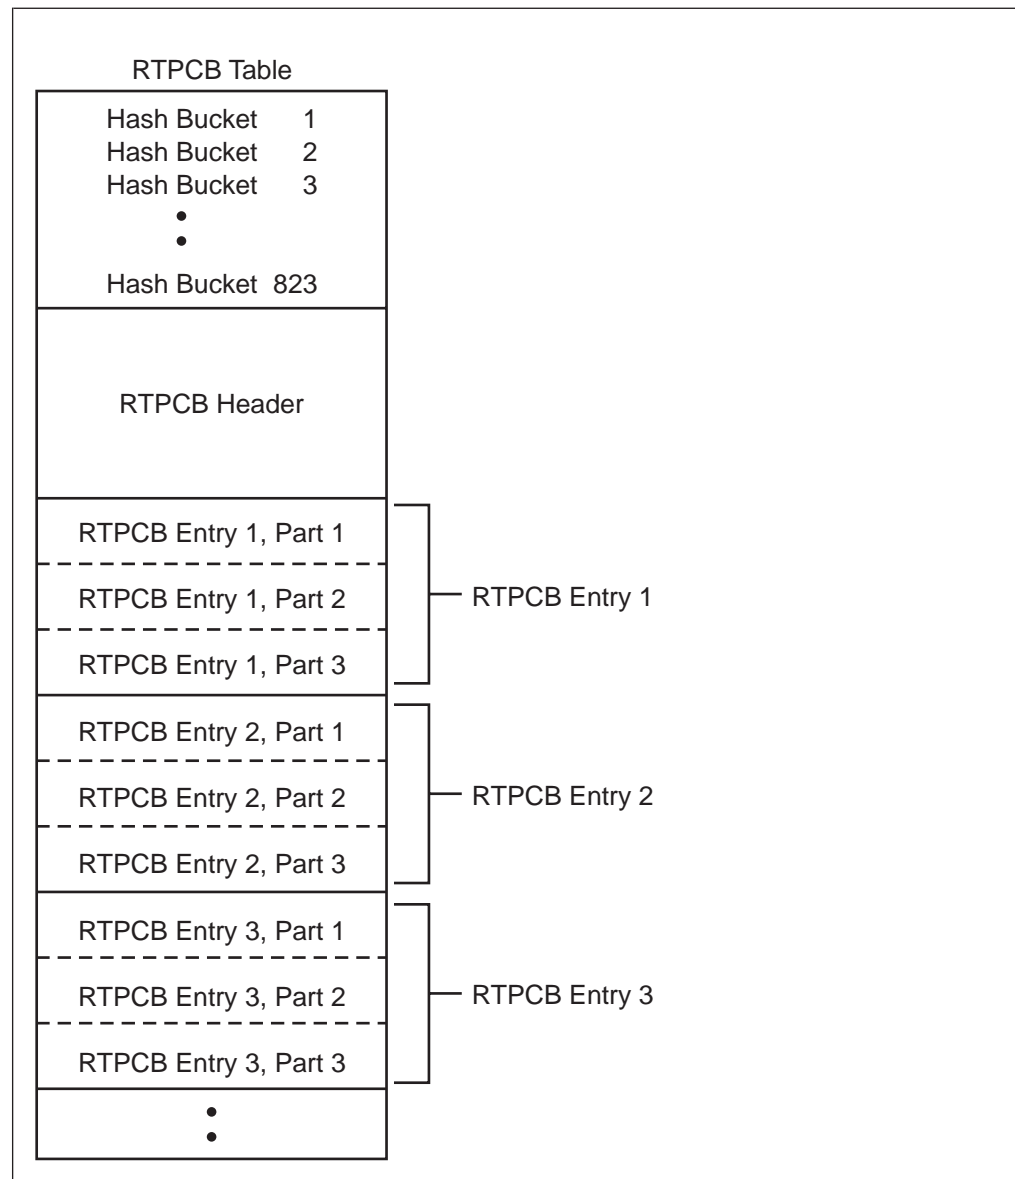 RTPCB Table
Hash Bucket 1
Hash Bucket 2
Hash Bucket 3
Hash Bucket 823
RTPCB Header
RTPCB Entry 1, Part 1
RTPCB Entry 1, Part 2
RTPCB Entry 1
RTPCB Entry 1, Part 3
RTPCB Entry 2, Part 1
RTPCB Entry 2, Part 2
RTPCB Entry 2
RTPCB Entry 2, Part 3
RTPCB Entry 3, Part 1
RTPCB Entry 3, Part 2
RTPCB Entry 3
RTPCB Entry 3, Part 3